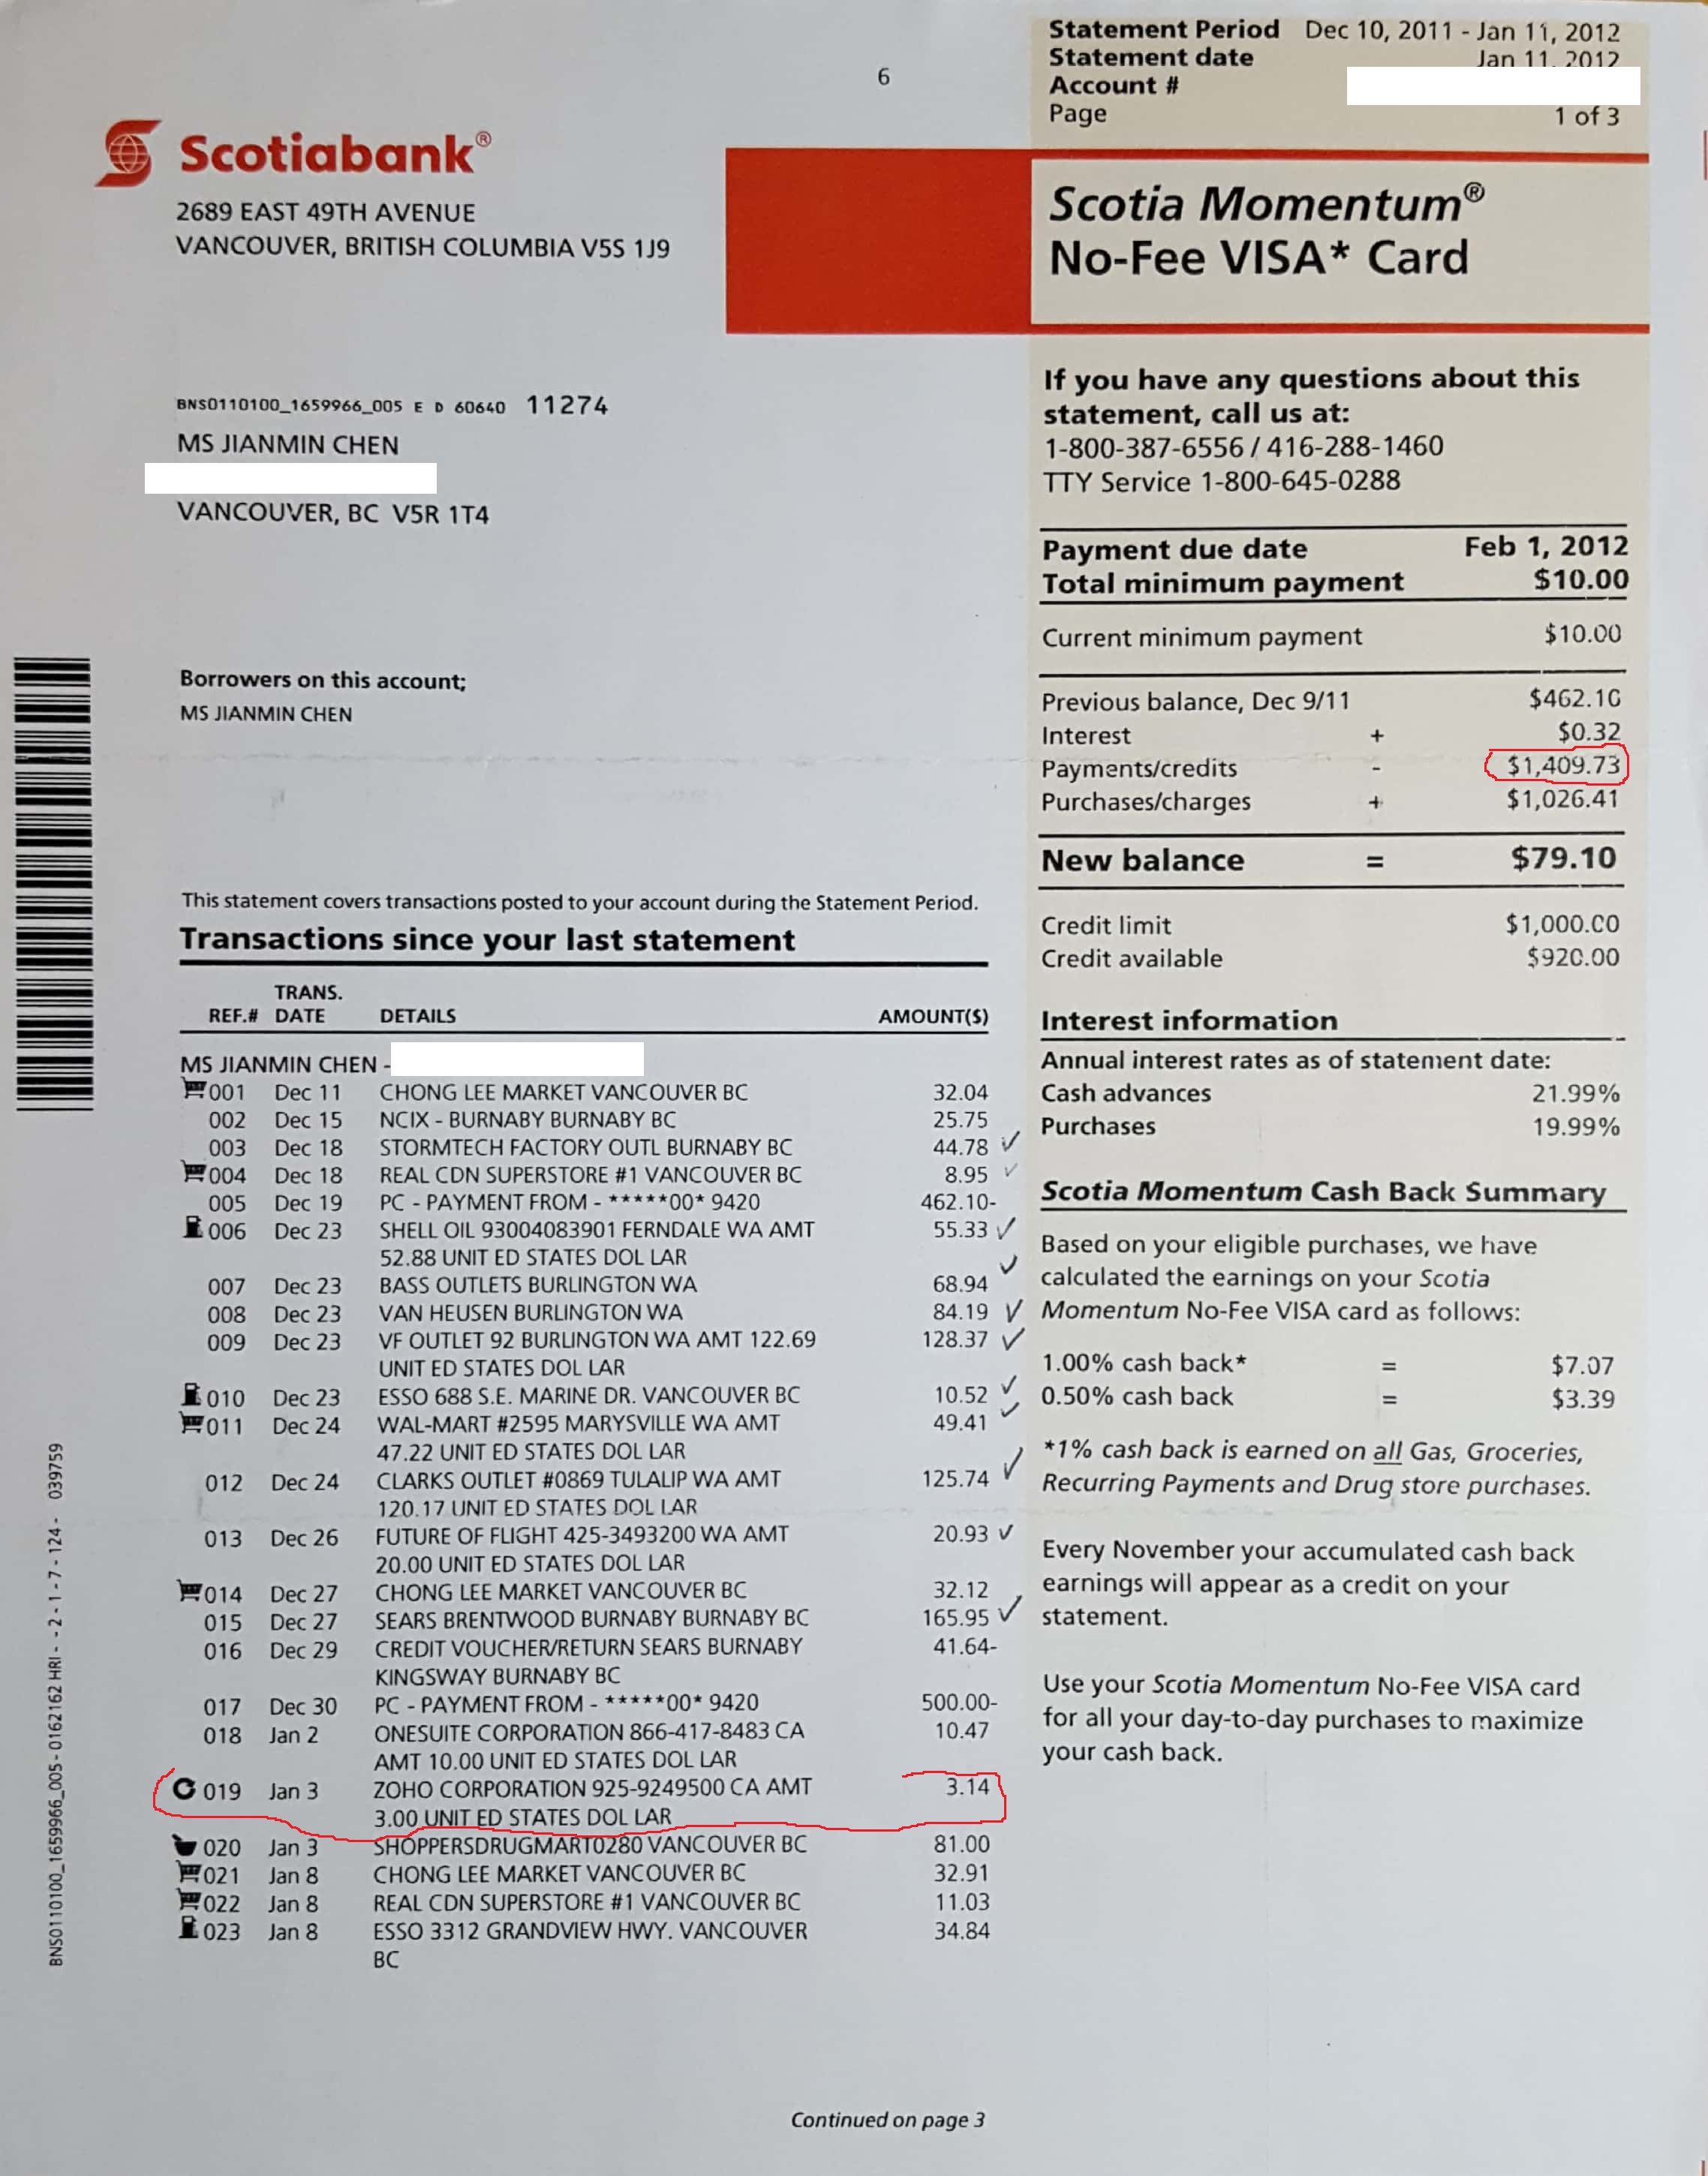 Statement Period Dec 10, 2011 - Jan 11, 2012
Statement date Jan 11, 2012
Account #
Page 1 of 3
6
Scotiabank®
2689 EAST 49TH AVENUE
VANCOUVER, BRITISH COLUMBIA V5S 1J9
Scotia Momentum®
No-Fee VISA* Card
BNS0110100_1659966_005 E D 60640 11274
MS JIANMIN CHEN
VANCOUVER, BC V5R 1T4
Borrowers on this account;
MS JIANMIN CHEN
If you have any questions about this
statement, call us at:
1-800-387-6556 / 416-288-1460
TTY Service 1-800-645-0288
Payment due date Feb 1, 2012
Total minimum payment $10.00
Current minimum payment $10.00
Previous balance, Dec 9/11 $462.10
Interest + $0.32
Payments/credits - $1,409.73
Purchases/charges + $1,026.41
New balance = $79.10
Credit limit $1,000.00
Credit available $920.00
Interest information
Annual interest rates as of statement date:
Cash advances 21.99%
Purchases 19.99%
Scotia Momentum Cash Back Summary
Based on your eligible purchases, we have
calculated the earnings on your Scotia
Momentum No-Fee VISA card as follows:
1.00% cash back* = $7.07
0.50% cash back = $3.39
*1% cash back is earned on all Gas, Groceries,
Recurring Payments and Drug store purchases.
Every November your accumulated cash back
earnings will appear as a credit on your
statement.
Use your Scotia Momentum No-Fee VISA card
for all your day-to-day purchases to maximize
your cash back.
This statement covers transactions posted to your account during the Statement Period.
Transactions since your last statement
TRANS.
REF.# DATE DETAILS AMOUNT($)
MS JIANMIN CHEN -
001 Dec 11 CHONG LEE MARKET VANCOUVER BC 32.04
002 Dec 15 NCIX - BURNABY BURNABY BC 25.75
003 Dec 18 STORMTECH FACTORY OUTL BURNABY BC 44.78 ✓
004 Dec 18 REAL CDN SUPERSTORE #1 VANCOUVER BC 8.95 ✓
005 Dec 19 PC - PAYMENT FROM - *****00* 9420 462.10-
006 Dec 23 SHELL OIL 93004083901 FERNDALE WA AMT 55.33 ✓
52.88 UNIT ED STATES DOL LAR
007 Dec 23 BASS OUTLETS BURLINGTON WA 68.94 ✓
008 Dec 23 VAN HEUSEN BURLINGTON WA 84.19 ✓
009 Dec 23 VF OUTLET 92 BURLINGTON WA AMT 122.69 128.37 ✓
UNIT ED STATES DOL LAR
010 Dec 23 ESSO 688 S.E. MARINE DR. VANCOUVER BC 10.52 ✓
011 Dec 24 WAL-MART #2595 MARYSVILLE WA AMT 49.41 ✓
47.22 UNIT ED STATES DOL LAR
012 Dec 24 CLARKS OUTLET #0869 TULALIP WA AMT 125.74 ✓
120.17 UNIT ED STATES DOL LAR
013 Dec 26 FUTURE OF FLIGHT 425-3493200 WA AMT 20.93 ✓
20.00 UNIT ED STATES DOL LAR
014 Dec 27 CHONG LEE MARKET VANCOUVER BC 32.12
015 Dec 27 SEARS BRENTWOOD BURNABY BURNABY BC 165.95 ✓
016 Dec 29 CREDIT VOUCHER/RETURN SEARS BURNABY 41.64-
KINGSWAY BURNABY BC
017 Dec 30 PC - PAYMENT FROM - *****00* 9420 500.00-
018 Jan 2 ONESUITE CORPORATION 866-417-8483 CA 10.47
AMT 10.00 UNIT ED STATES DOL LAR
019 Jan 3 ZOHO CORPORATION 925-9249500 CA AMT 3.14
3.00 UNIT ED STATES DOL LAR
020 Jan 3 SHOPPERSDRUGMART0280 VANCOUVER BC 81.00
021 Jan 8 CHONG LEE MARKET VANCOUVER BC 32.91
022 Jan 8 REAL CDN SUPERSTORE #1 VANCOUVER BC 11.03
023 Jan 8 ESSO 3312 GRANDVIEW HWY. VANCOUVER 34.84
BC
BNS0110100_1659966_005 - 0162162 HRI - - 2 - 1 - 7 - 124 - 039759
Continued on page 3